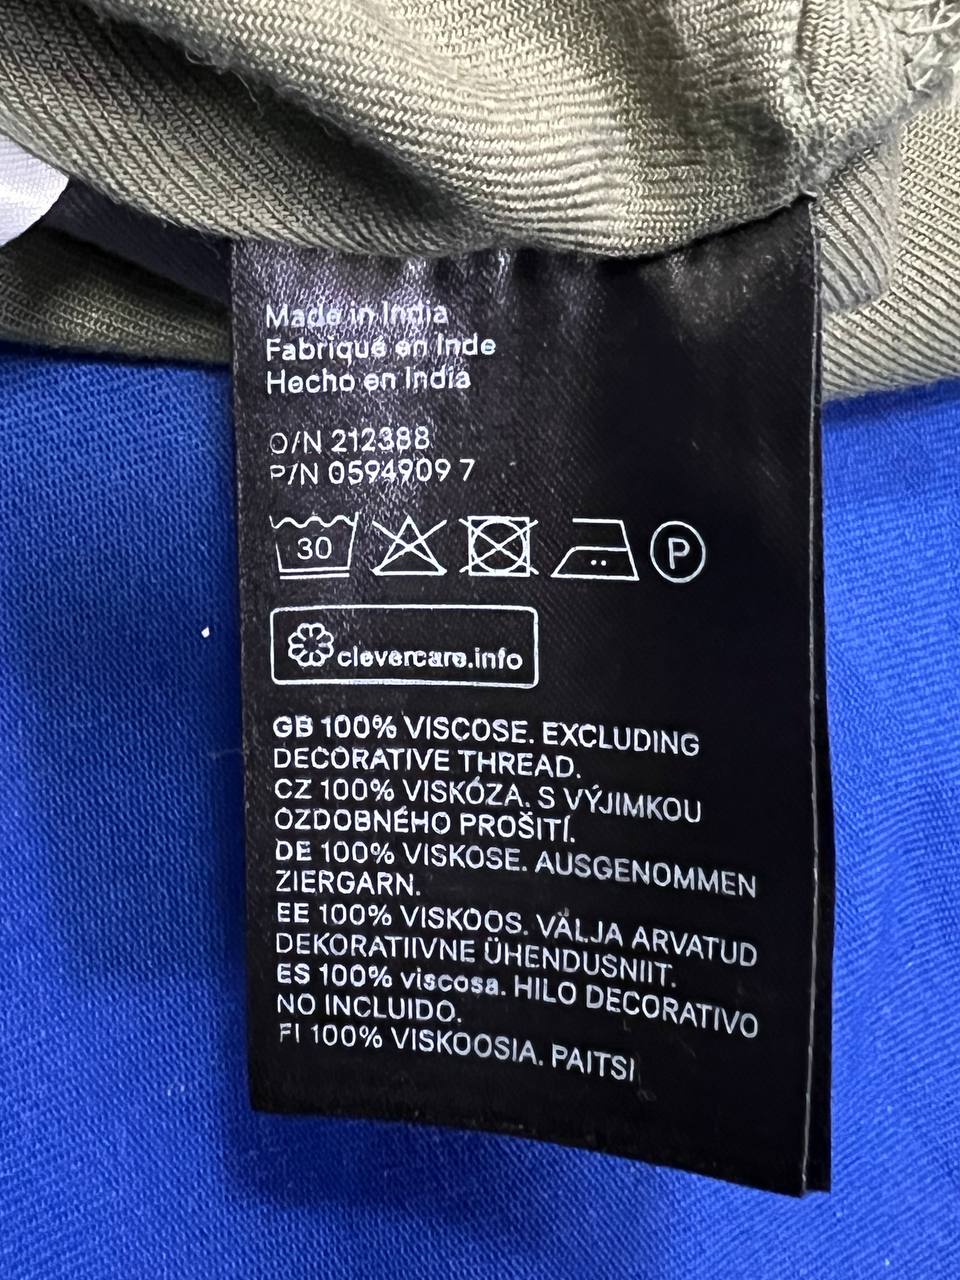 Made in India
Fabriqué en Inde
Hecho en India
O/N 212388
P/N 0594909 7
30
P
clevercare.info
GB 100% VISCOSE. EXCLUDING
DECORATIVE THREAD.
CZ 100% VISKÓZA. S VÝJIMKOU
OZDOBNÉHO PROŠITÍ.
DE 100% VISKOSE. AUSGENOMMEN
ZIERGARN.
EE 100% VISKOOS. VÄLJA ARVATUD
DEKORATIIVNE ÜHENDUSNIIT.
ES 100% viscosa. HILO DECORATIVO
NO INCLUIDO.
FI 100% VISKOOSIA. PAITSI